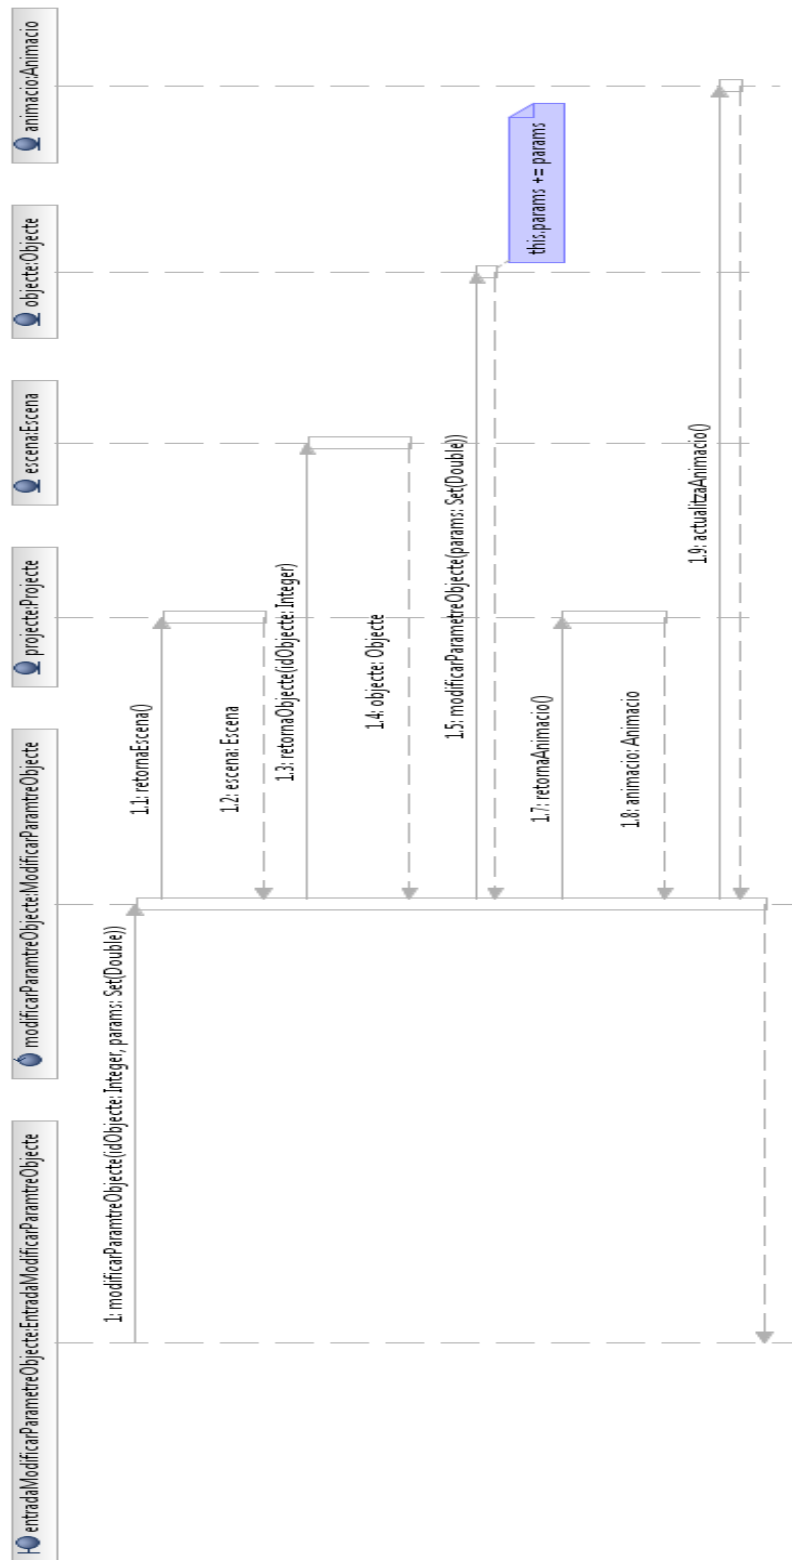 entradaModificarParametreObjecte:EntradaModificarParamtreObjecte
modificarParamtreObjecte:ModificarParamtreObjecte
projecte:Projecte
escena:Escena
objecte:Objecte
animacio:Animacio
1: modificarParamtreObjecte(idObjecte: Integer, params: Set(Double))
1.1: retornaEscena()
1.2: escena: Escena
1.3: retornaObjecte(idObjecte: Integer)
1.4: objecte: Objecte
1.5: modificarParametreObjecte(params: Set(Double))
this.params += params
1.7: retornaAnimacio()
1.8: animacio: Animacio
1.9: actualitzaAnimacio()